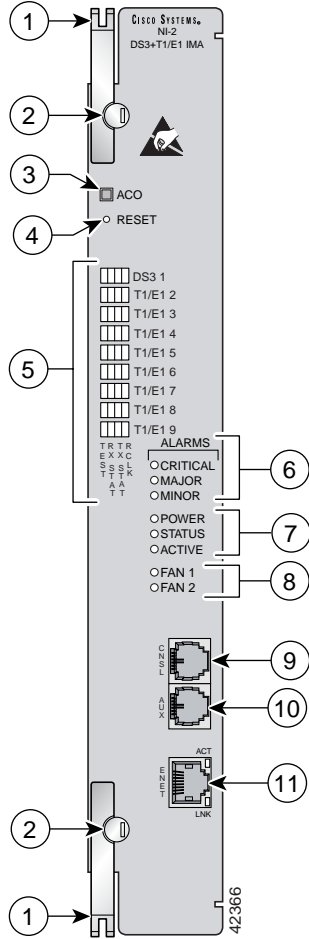 CISCO SYSTEMS®
NI-2
DS3+T1/E1 IMA
1
2
3
ACO
4
RESET
5
DS3 1
T1/E1 2
T1/E1 3
T1/E1 4
T1/E1 5
T1/E1 6
T1/E1 7
T1/E1 8
T1/E1 9
TEST
RX STAT
TX STAT
RCLK
ALARMS
CRITICAL
MAJOR
MINOR
6
POWER
STATUS
ACTIVE
7
FAN 1
FAN 2
8
CNSL
9
AUX
10
ACT
ENET
11
LNK
2
1
42366